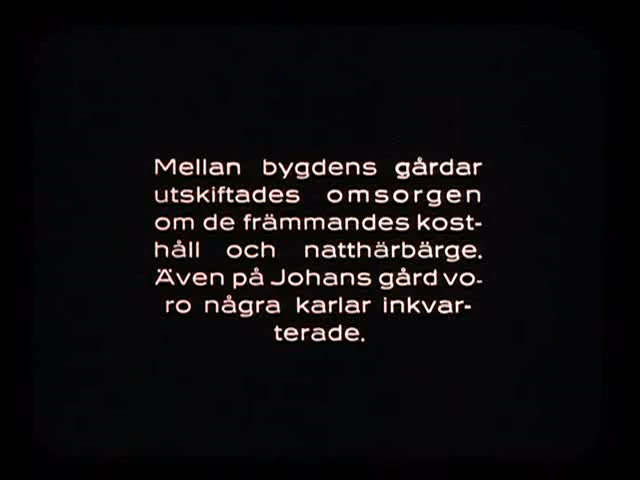 Mellan bygdens gårdar
utskiftades omsorgen
om de främmandes kost-
håll och natthärbärge.
Även på Johans gård vo-
ro några karlar inkvar-
terade.